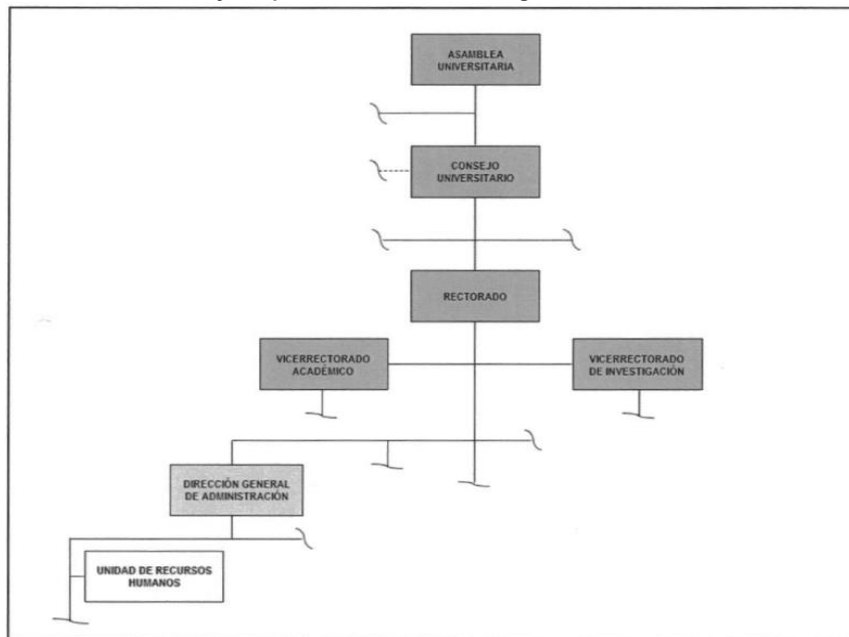 ASAMBLEA
UNIVERSITARIA
CONSEJO
UNIVERSITARIO
RECTORADO
VICERRECTORADO
ACADÉMICO
VICERRECTORADO
DE INVESTIGACIÓN
DIRECCIÓN GENERAL
DE ADMINISTRACIÓN
UNIDAD DE RECURSOS
HUMANOS